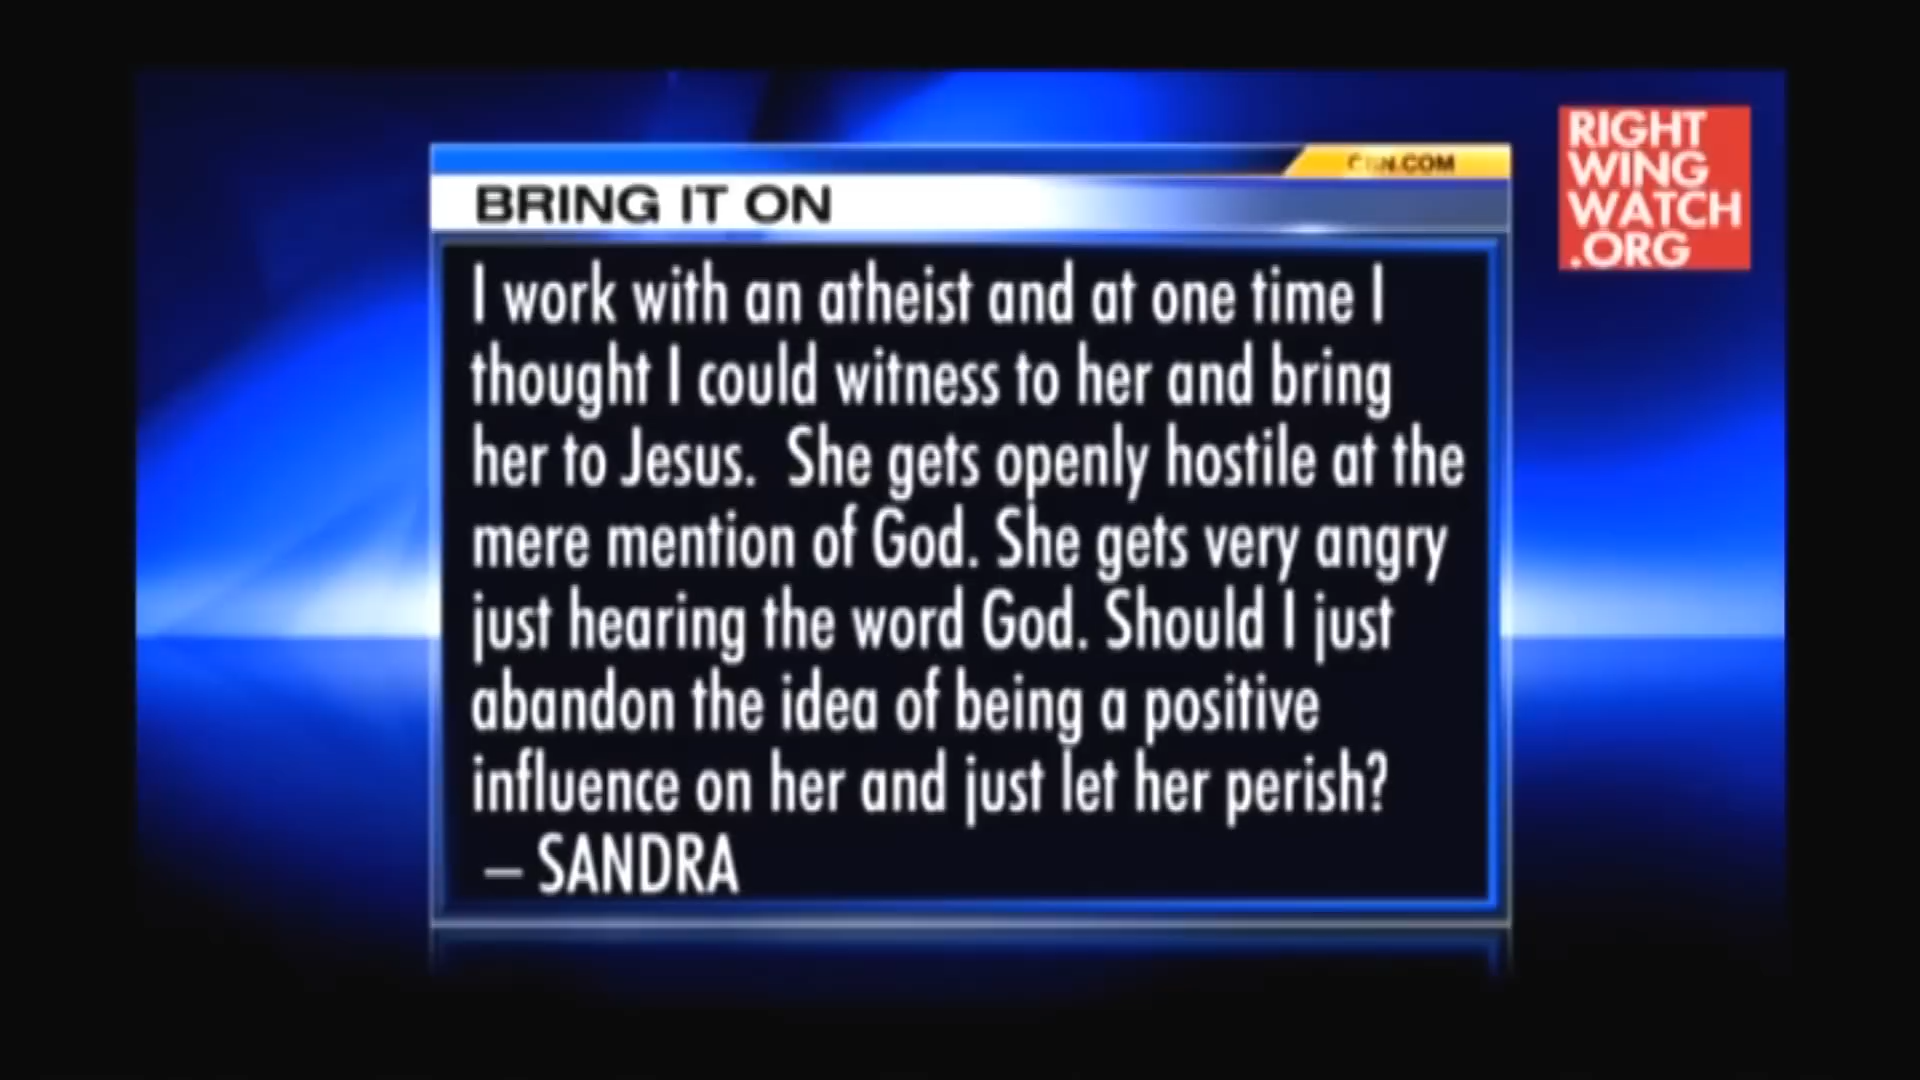 RIGHT
WING
WATCH
.ORG
BRING IT ON
I work with an atheist and at one time I
thought I could witness to her and bring
her to Jesus.  She gets openly hostile at the
mere mention of God. She gets very angry
just hearing the word God. Should I just
abandon the idea of being a positive
influence on her and just let her perish?
– SANDRA